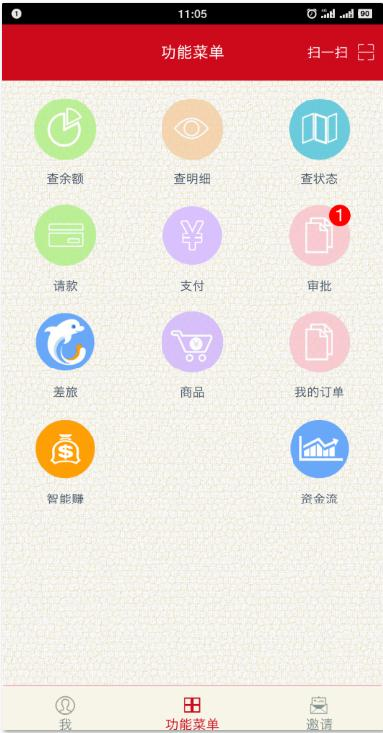 11:05
90
功能菜单
扫一扫
查余额
查明细
查状态
请款
支付
1
审批
差旅
商品
我的订单
智能赚
资金流
我
功能菜单
邀请